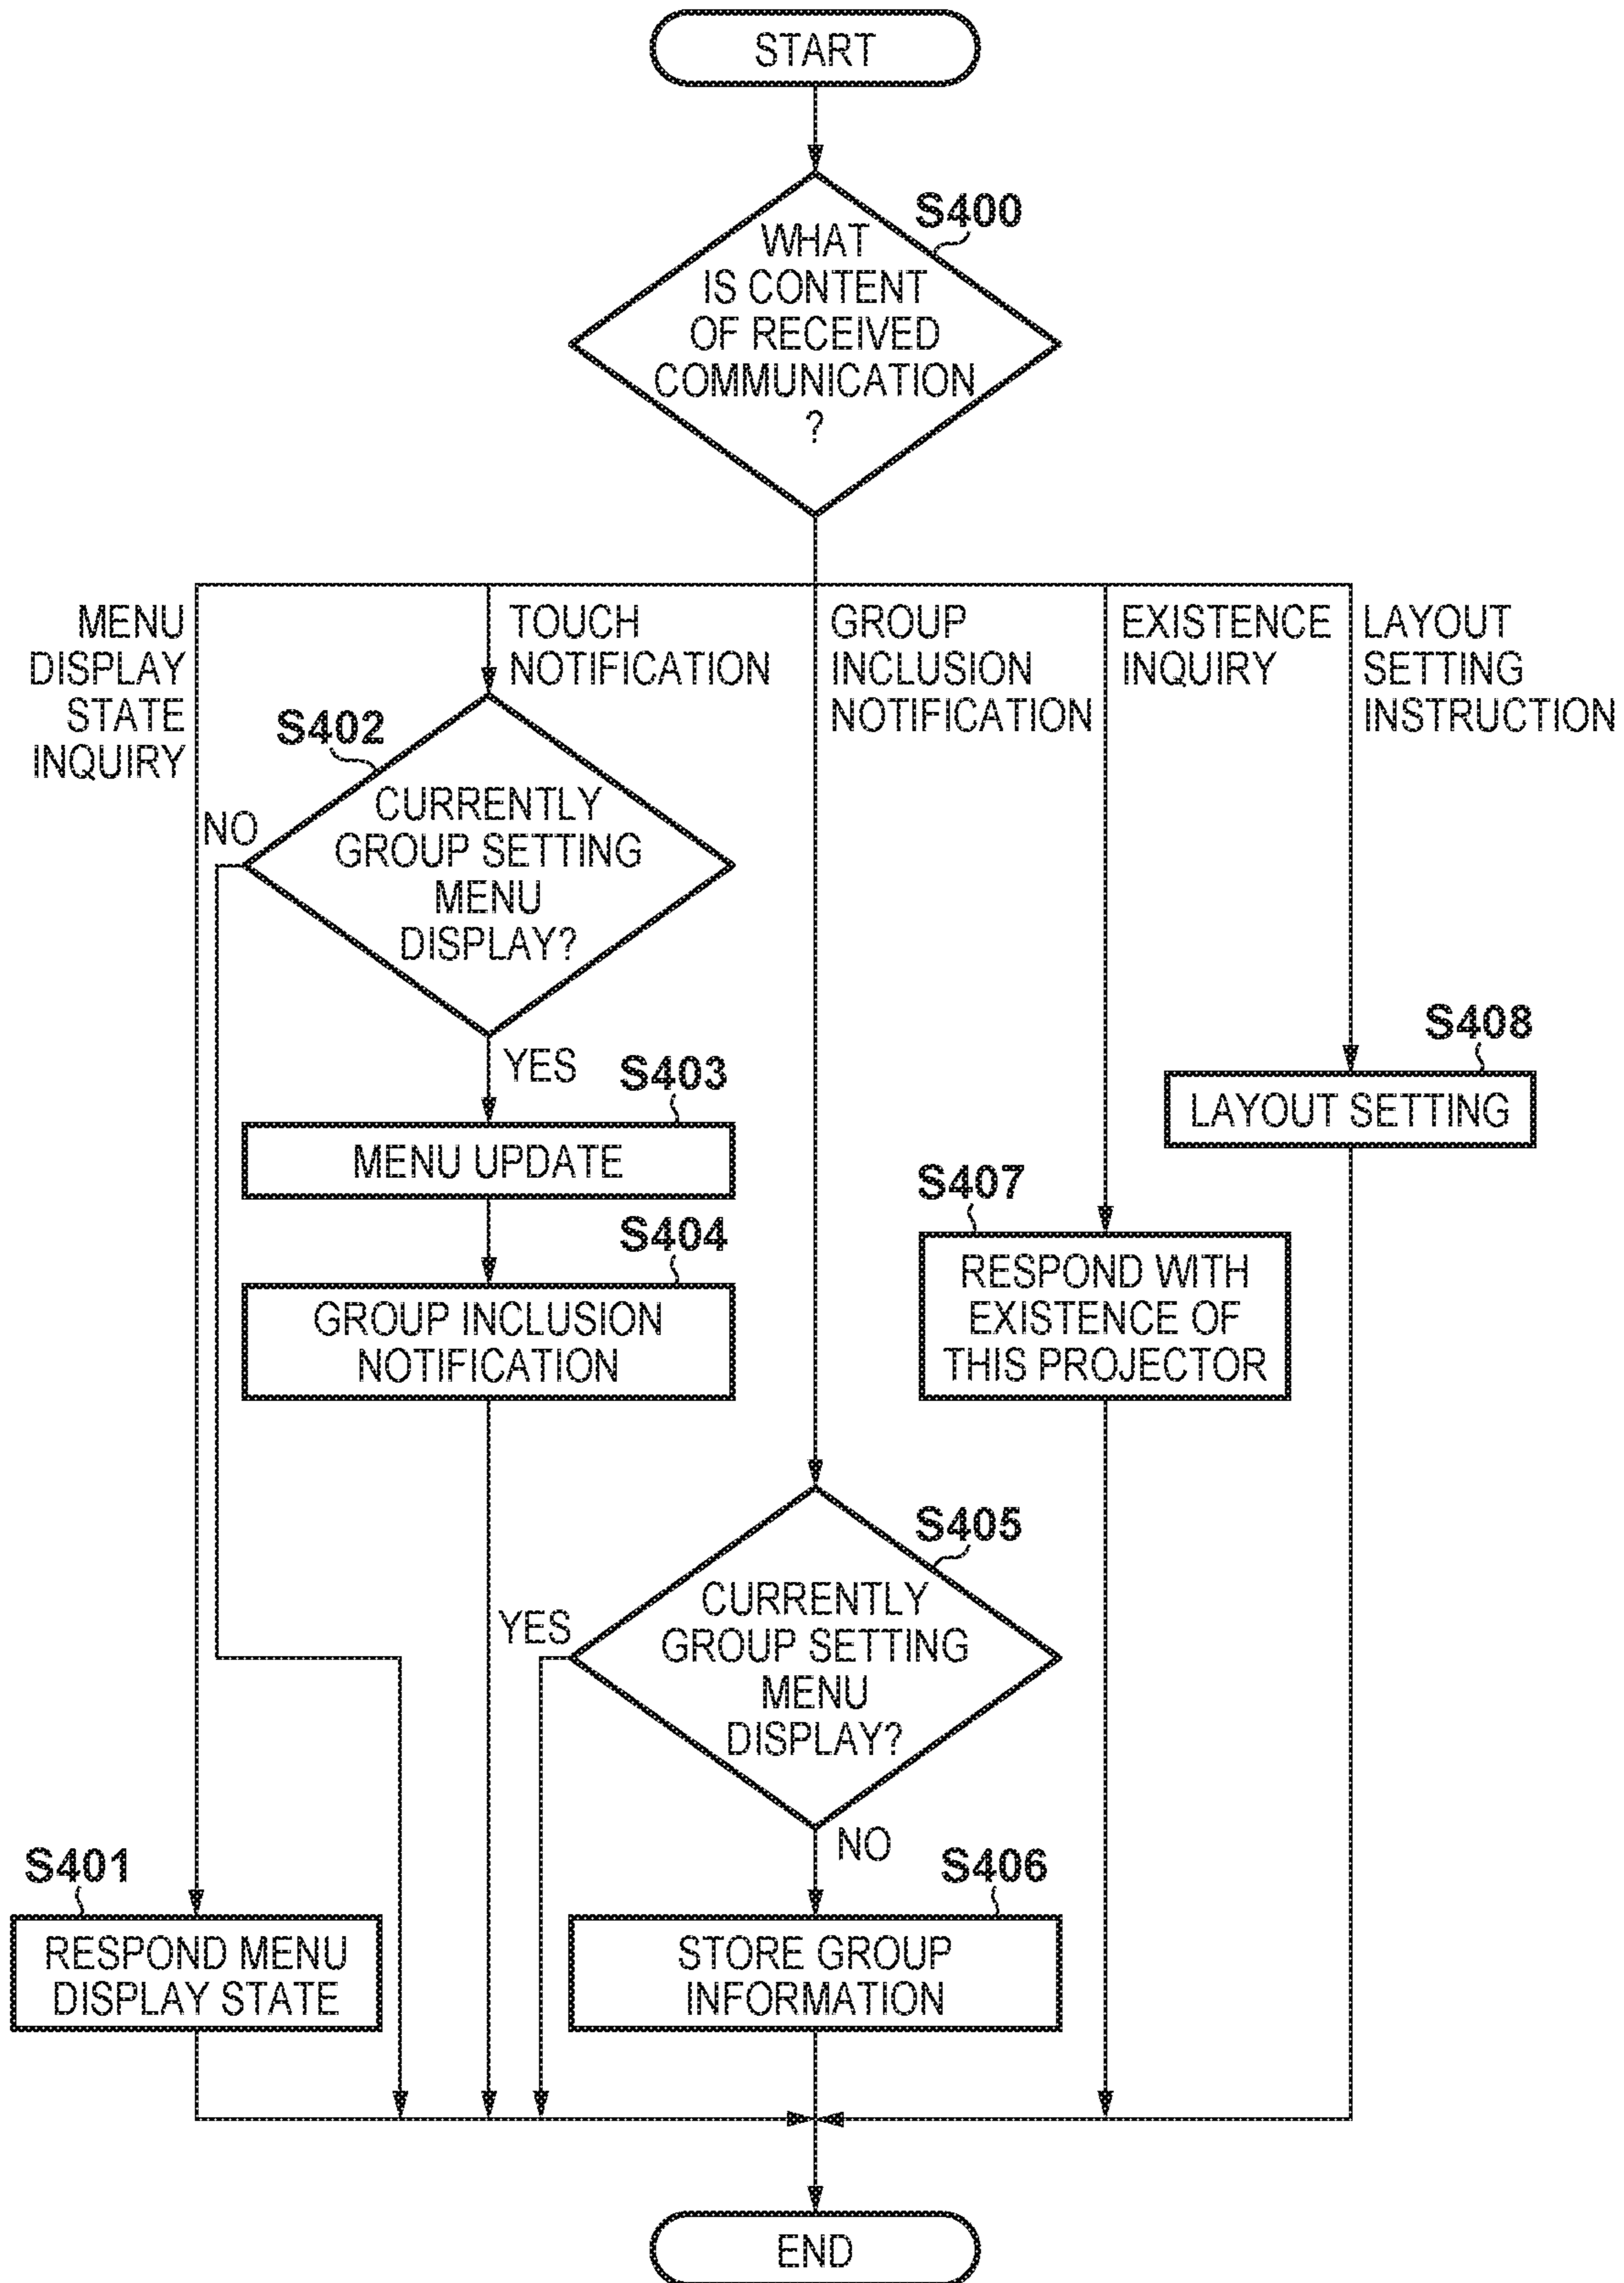 START
S400
WHAT
IS CONTENT
OF RECEIVED
COMMUNICATION
?
MENU
DISPLAY
STATE
INQUIRY
TOUCH
NOTIFICATION
GROUP
INCLUSION
NOTIFICATION
EXISTENCE
INQUIRY
LAYOUT
SETTING
INSTRUCTION
S402
NO
CURRENTLY
GROUP SETTING
MENU
DISPLAY?
YES
S403
MENU UPDATE
S404
GROUP INCLUSION
NOTIFICATION
S408
LAYOUT SETTING
S407
RESPOND WITH
EXISTENCE OF
THIS PROJECTOR
S405
YES
CURRENTLY
GROUP SETTING
MENU
DISPLAY?
NO
S401
RESPOND MENU
DISPLAY STATE
S406
STORE GROUP
INFORMATION
END